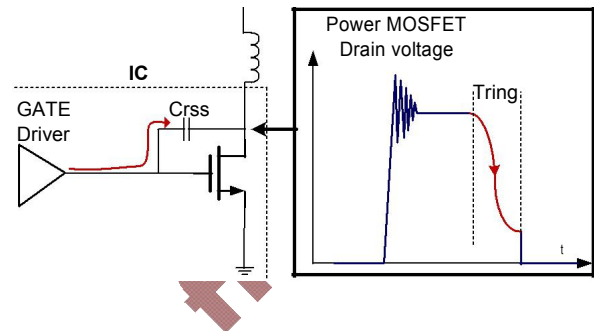 IC
GATE
Driver
Crss
Power MOSFET
Drain voltage
Tring
t